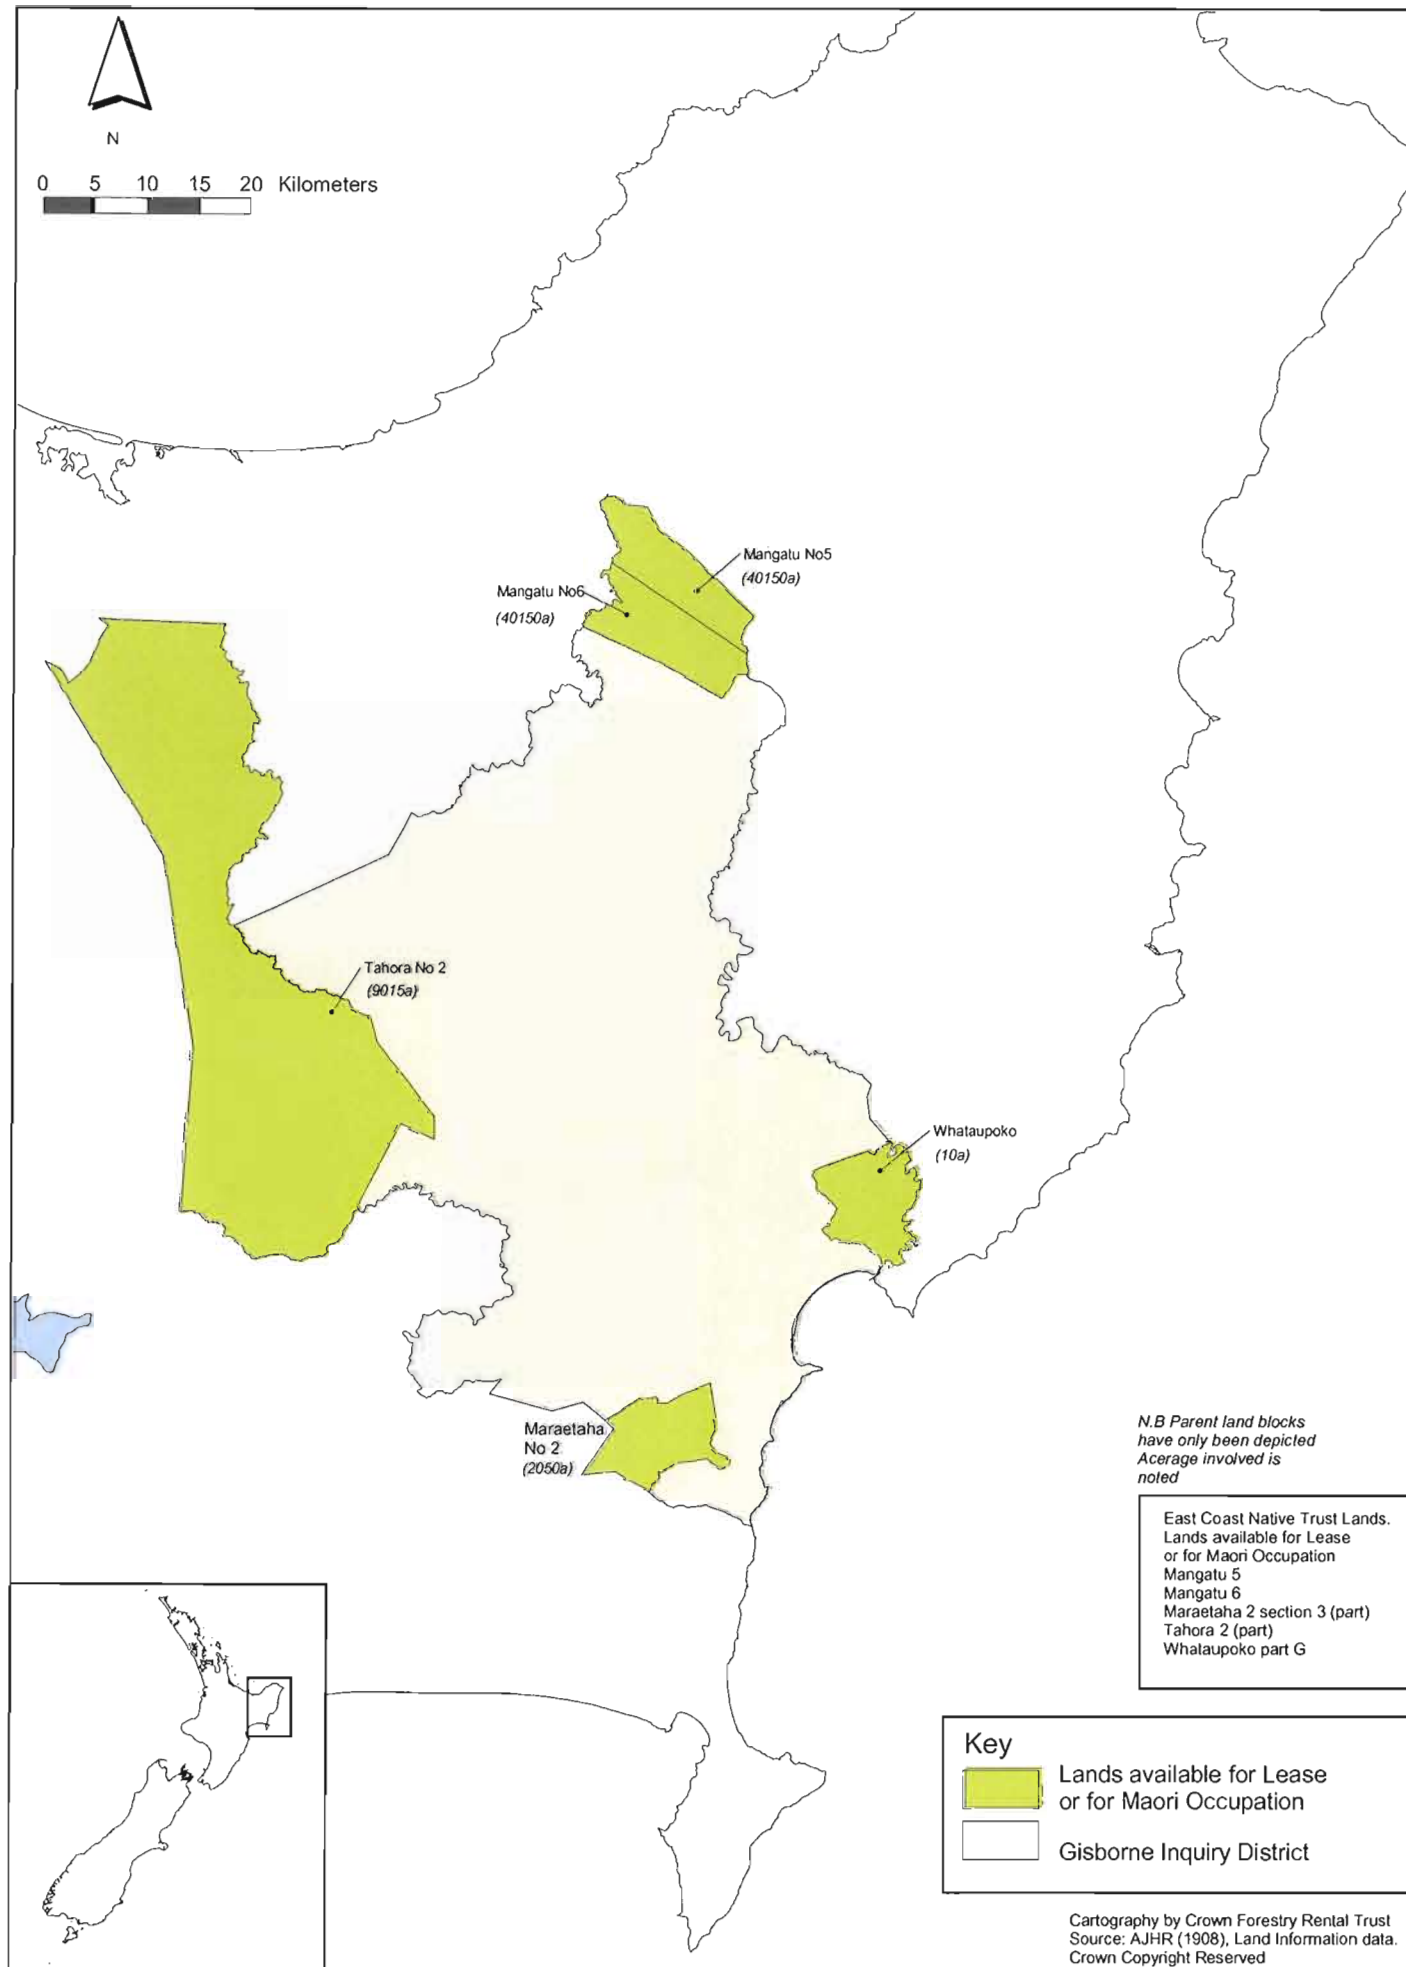 N
0 5 10 15 20 Kilometers
Mangatu No5
(40150a)
Mangatu No6
(40150a)
Tahora No 2
(9015a)
Whataupoko
(10a)
Maraetaha
No 2
(2050a)
N.B Parent land blocks
have only been depicted
Acerage involved is
noted
East Coast Native Trust Lands.
Lands available for Lease
or for Maori Occupation
Mangatu 5
Mangatu 6
Maraetaha 2 section 3 (part)
Tahora 2 (part)
Whataupoko part G
Key
Lands available for Lease
or for Maori Occupation
Gisborne Inquiry District
Cartography by Crown Forestry Rental Trust
Source: AJHR (1908), Land Information data.
Crown Copyright Reserved